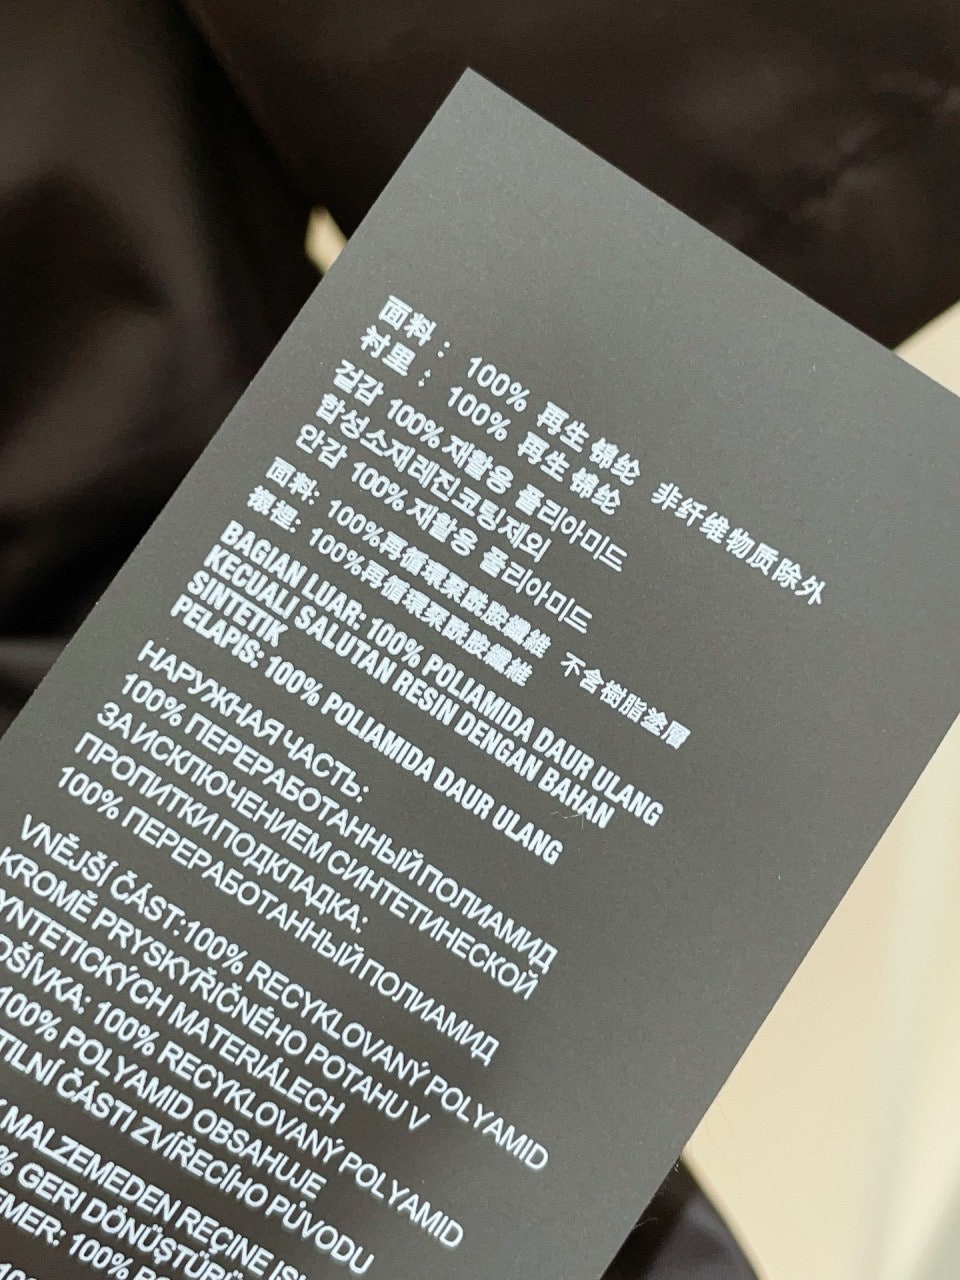 面料： 100% 再生 锦纶 非纤维物质除外
衬里： 100% 再生 锦纶
겉감 100% 재활용 폴리아미드
합성소재레진코팅제외
안감 100% 재활용 폴리아미드
面料: 100%再循環聚酰胺纖維 不含樹脂塗層
襯裡: 100%再循環聚酰胺纖維
BAGIAN LUAR: 100% POLIAMIDA DAUR ULANG
KECUALI SALUTAN RESIN DENGAN BAHAN
SINTETIK
PELAPIS: 100% POLIAMIDA DAUR ULANG
НАРУЖНАЯ ЧАСТЬ:
100% ПЕРЕРАБОТАННЫЙ ПОЛИАМИД
ЗА ИСКЛЮЧЕНИЕМ СИНТЕТИЧЕСКОЙ
ПРОПИТКИ ПОДКЛАДКА:
100% ПЕРЕРАБОТАННЫЙ ПОЛИАМИД
VNĚJŠÍ ČÁST:100% RECYKLOVANÝ POLYAMID
KROMĚ PRYSKYŘIČNÉHO POTAHU V
YNTETICKÝCH MATERIÁLECH
OŠÍVKA: 100% RECYKLOVANÝ POLYAMID
100% POLYAMID OBSAHUJE
TILNÍ ČÁSTI ZVÍŘECÍHO PŮVODU
MALZEMEDEN REÇINE
% GERI DÖNÜŞTÜRÜ
EMER: 100%